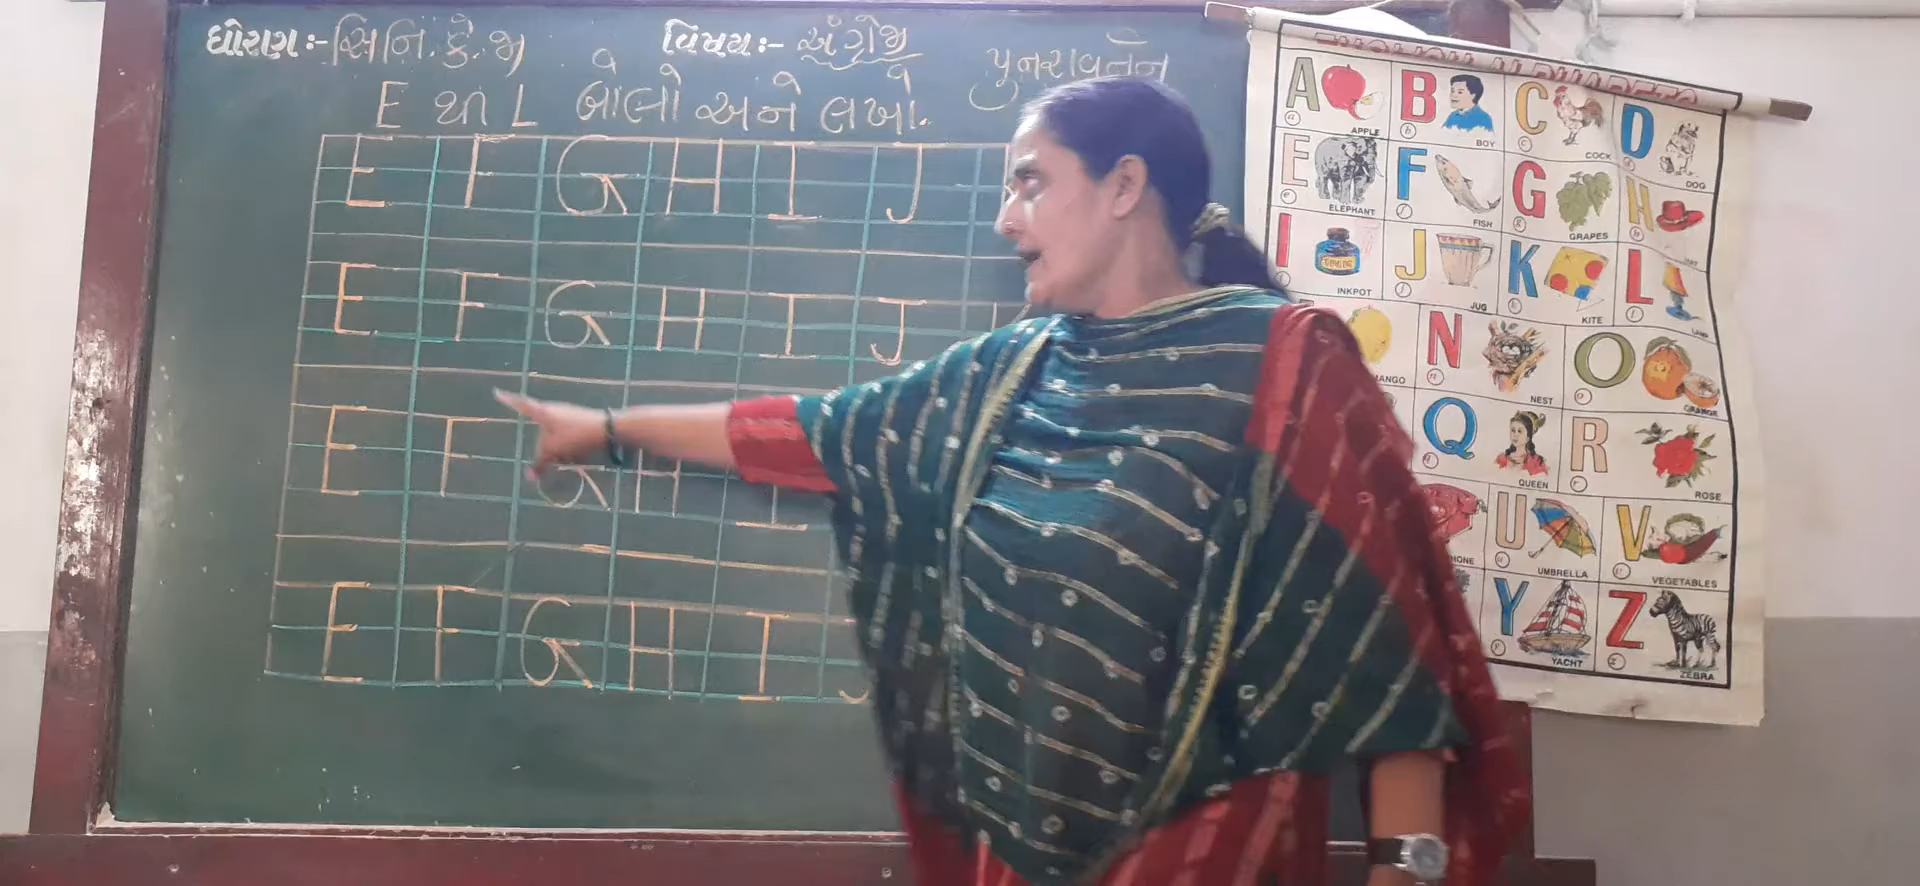 ધોરણ:- સિનિ. કે. જી વિષય:- અંગ્રેજી પુનરાવર્તન
E થી L બોલો અને લખો.
E F G H I J
E F G H I J
E F G H I
E F G H I J
A APPLE a B BOY b C COCK c D DOG d
E ELEPHANT e F FISH f G GRAPES g H h
I INKPOT i J JUG j K KITE k L LAMP l
MANGO N NEST n O ORANGE o
Q QUEEN q R ROSE r
U UMBRELLA u V VEGETABLES v
Y YACHT y Z ZEBRA z